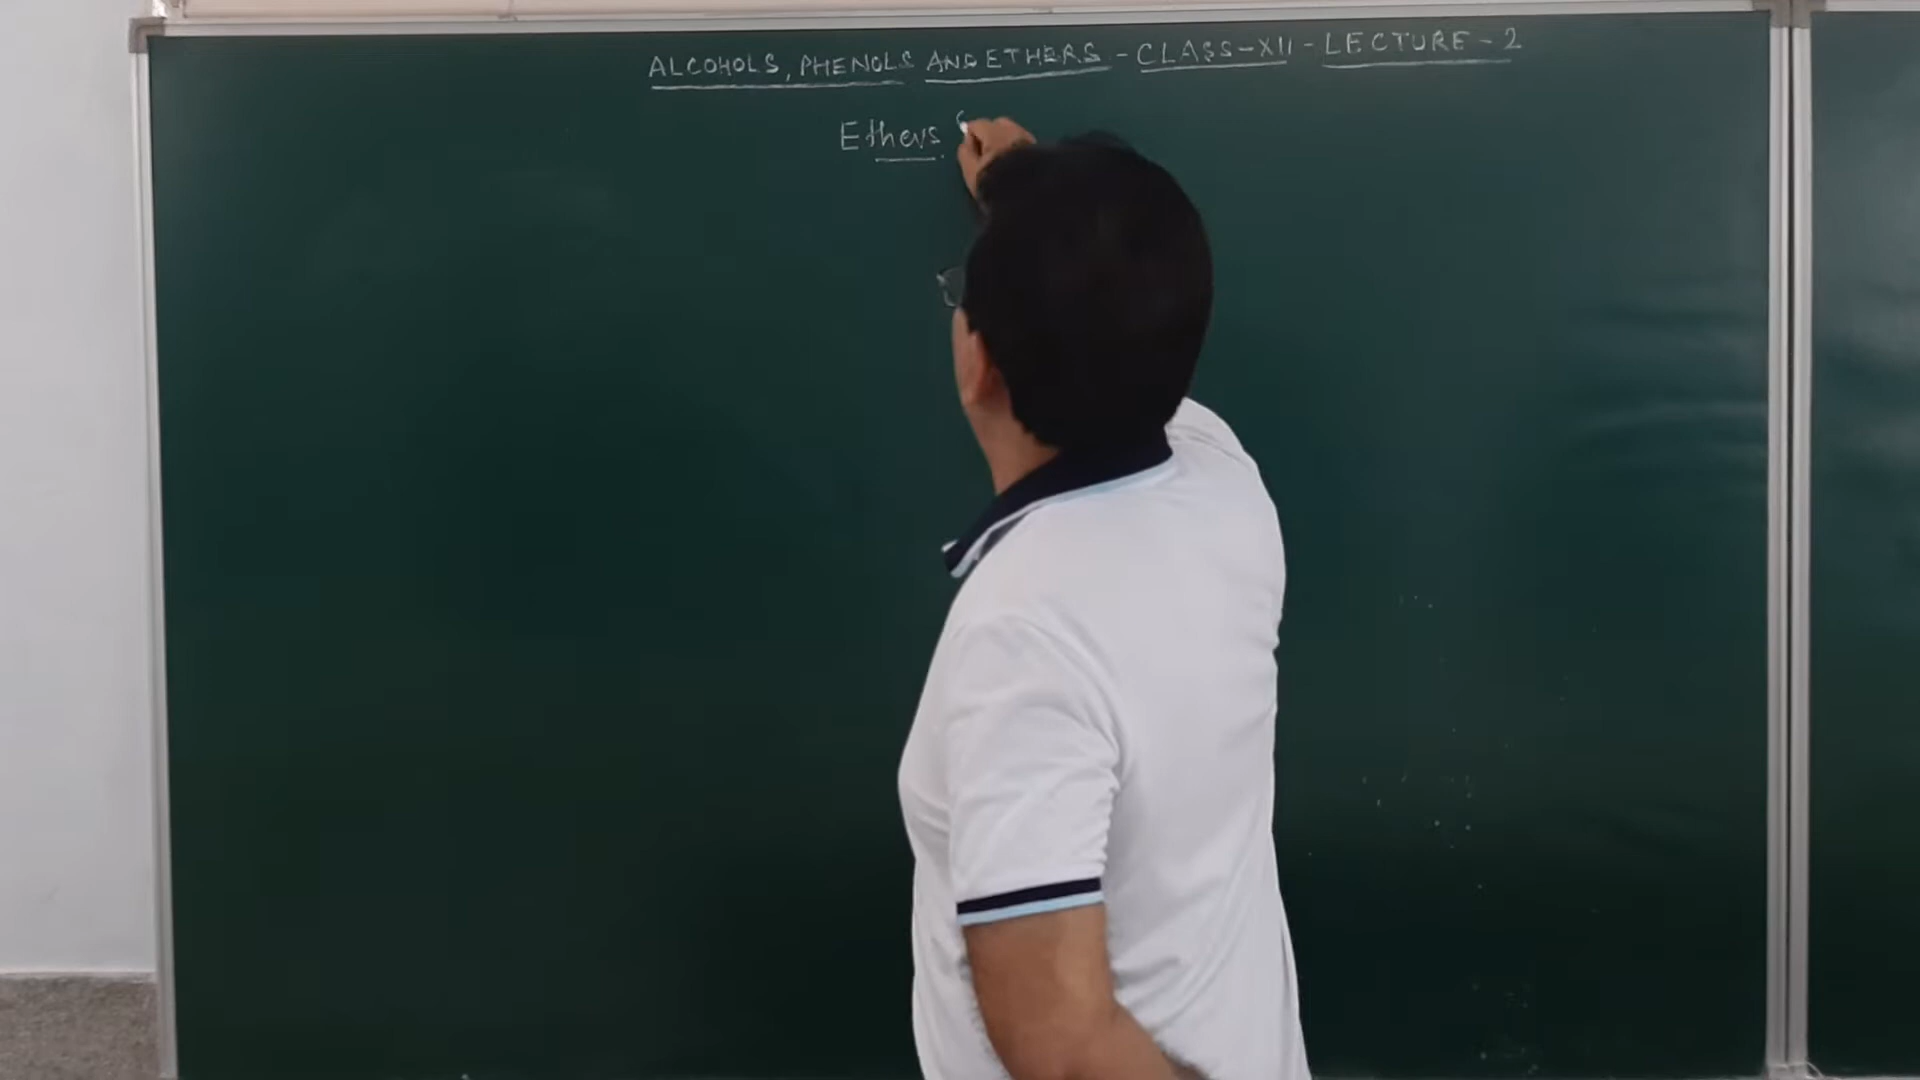 ALCOHOLS, PHENOLS AND ETHERS - CLASS-XII - LECTURE - 2
Ethers